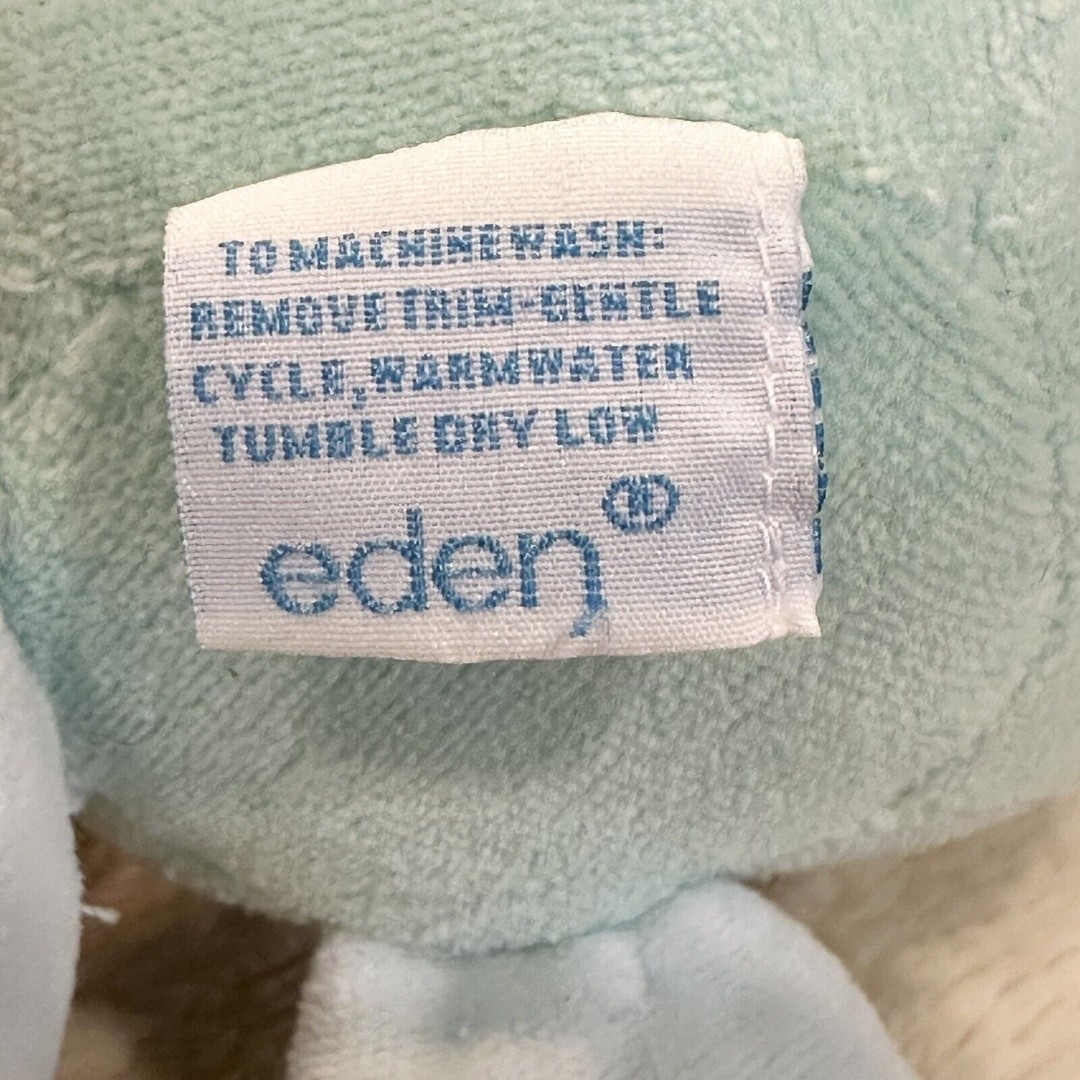 TO MACHINE WASH:
REMOVE TRIM-GENTLE
CYCLE, WARM WATER
TUMBLE DRY LOW
eden®